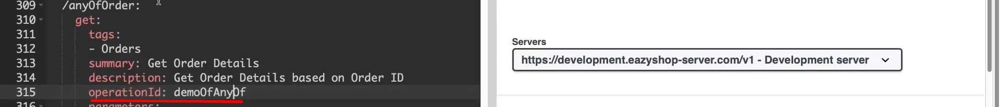 309 /anyOfOrder:
310 get:
311 tags:
312 - Orders
313 summary: Get Order Details
314 description: Get Order Details based on Order ID
315 operationId: demoOfAnyOf
316 parameters:
Servers
https://development.eazyshop-server.com/v1 - Development server